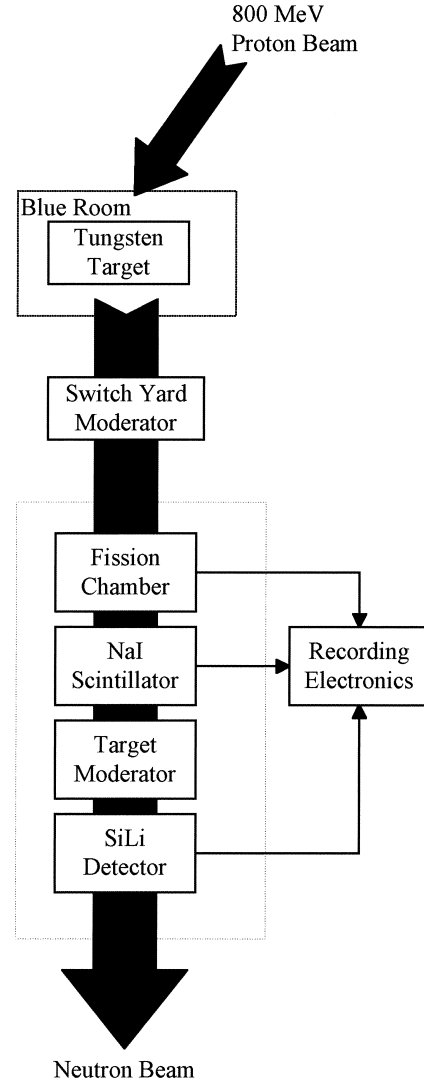 800 MeV
Proton Beam
Blue Room
Tungsten
Target
Switch Yard
Moderator
Fission
Chamber
NaI
Scintillator
Recording
Electronics
Target
Moderator
SiLi
Detector
Neutron Beam